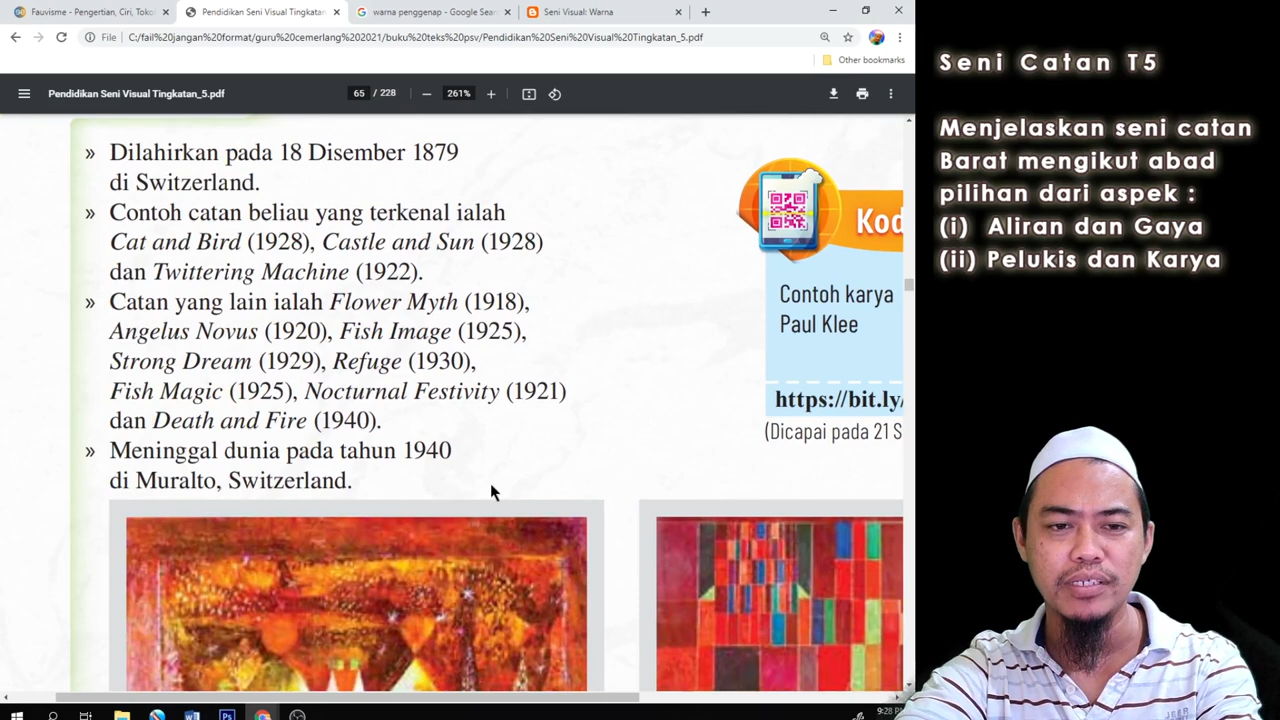 Fauvisme - Pengertian, Ciri, Tokoh
Pendidikan Seni Visual Tingkatan
warna penggenap - Google Sear
Seni Visual: Warna
File
C:/fail%20jangan%20format/guru%20cemerlang%202021/buku%20teks%20psv/Pendidikan%20Seni%20Visual%20Tingkatan_5.pdf
Other bookmarks
Pendidikan Seni Visual Tingkatan_5.pdf
65 / 228
261%
» Dilahirkan pada 18 Disember 1879
di Switzerland.
» Contoh catan beliau yang terkenal ialah
Cat and Bird (1928), Castle and Sun (1928)
dan Twittering Machine (1922).
» Catan yang lain ialah Flower Myth (1918),
Angelus Novus (1920), Fish Image (1925),
Strong Dream (1929), Refuge (1930),
Fish Magic (1925), Nocturnal Festivity (1921)
dan Death and Fire (1940).
» Meninggal dunia pada tahun 1940
di Muralto, Switzerland.
Kod
Contoh karya
Paul Klee
https://bit.ly/
(Dicapai pada 21 S
Seni Catan T5
Menjelaskan seni catan
Barat mengikut abad
pilihan dari aspek :
(i) Aliran dan Gaya
(ii) Pelukis dan Karya
9:28 P